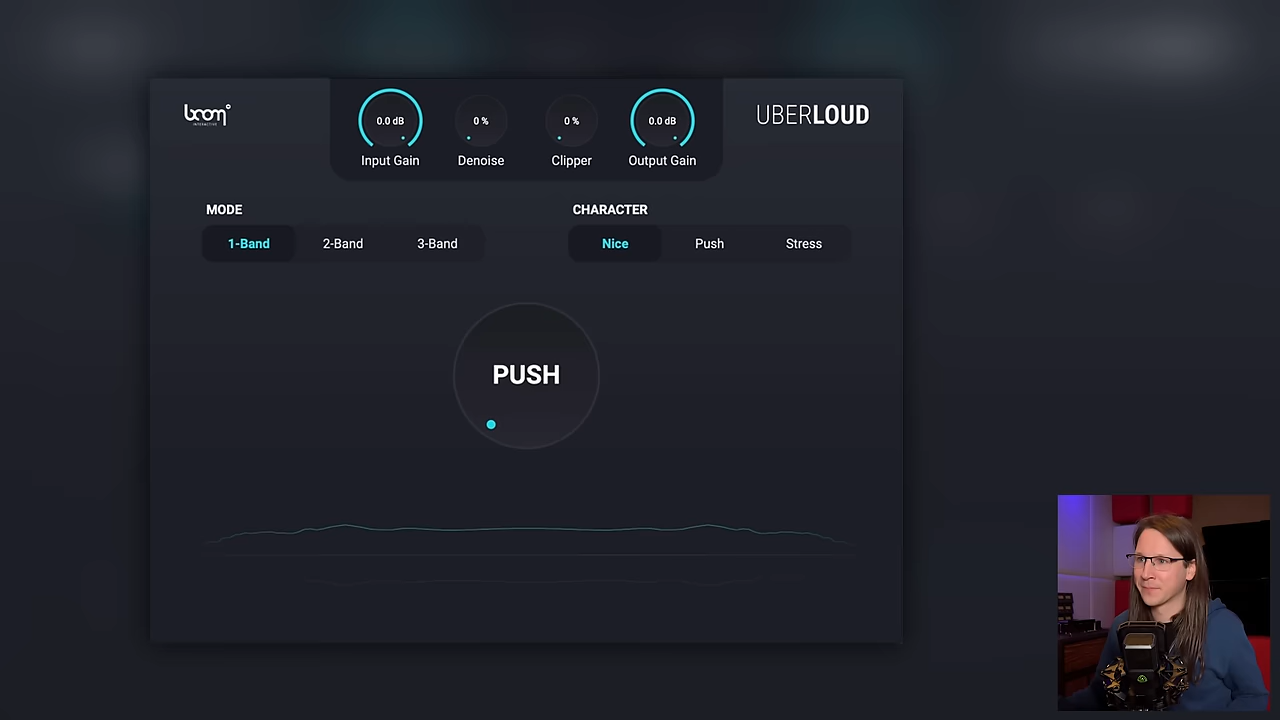 boom
INTERACTIVE
0.0 dB
0 %
0 %
0.0 dB
Input Gain
Denoise
Clipper
Output Gain
UBERLOUD
MODE
CHARACTER
1-Band
2-Band
3-Band
Nice
Push
Stress
PUSH